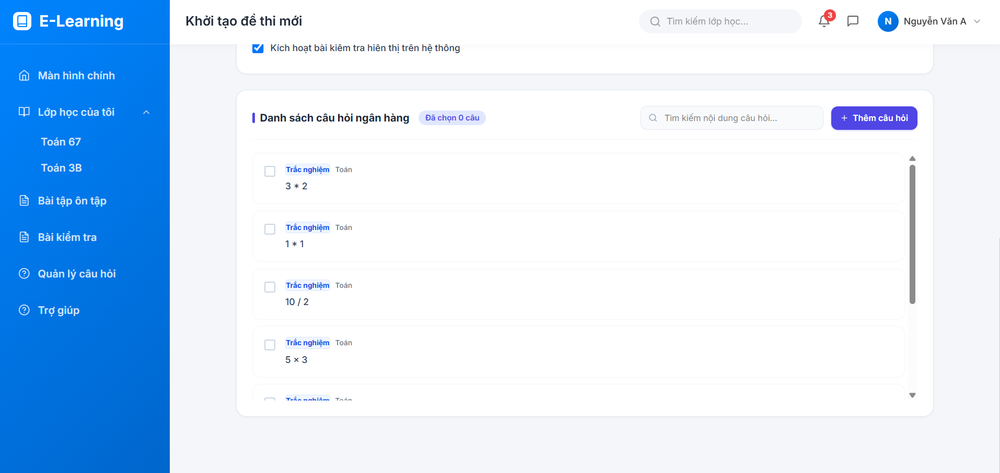 E-Learning
Khởi tạo đề thi mới
Tìm kiếm lớp học...
3
N
Nguyễn Văn A
Màn hình chính
Lớp học của tôi
Toán 67
Toán 3B
Bài tập ôn tập
Bài kiểm tra
Quản lý câu hỏi
Trợ giúp
Kích hoạt bài kiểm tra hiển thị trên hệ thống
Danh sách câu hỏi ngân hàng
Đã chọn 0 câu
Tìm kiếm nội dung câu hỏi...
+ Thêm câu hỏi
Trắc nghiệm Toán
3 * 2
Trắc nghiệm Toán
1 * 1
Trắc nghiệm Toán
10 / 2
Trắc nghiệm Toán
5 × 3
Trắc nghiệm Toán